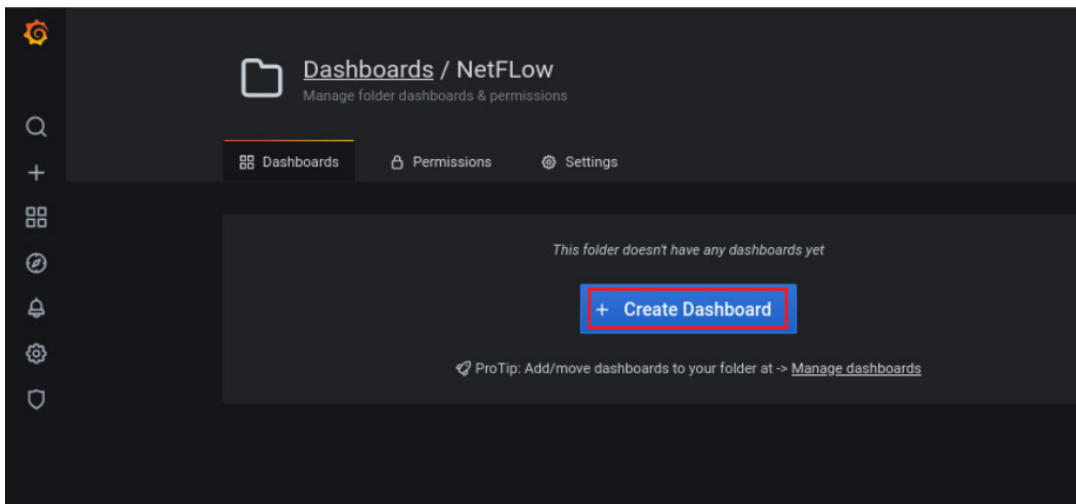 Dashboards / NetFLow
Manage folder dashboards & permissions
Dashboards Permissions Settings
This folder doesn't have any dashboards yet
+ Create Dashboard
ProTip: Add/move dashboards to your folder at -> Manage dashboards